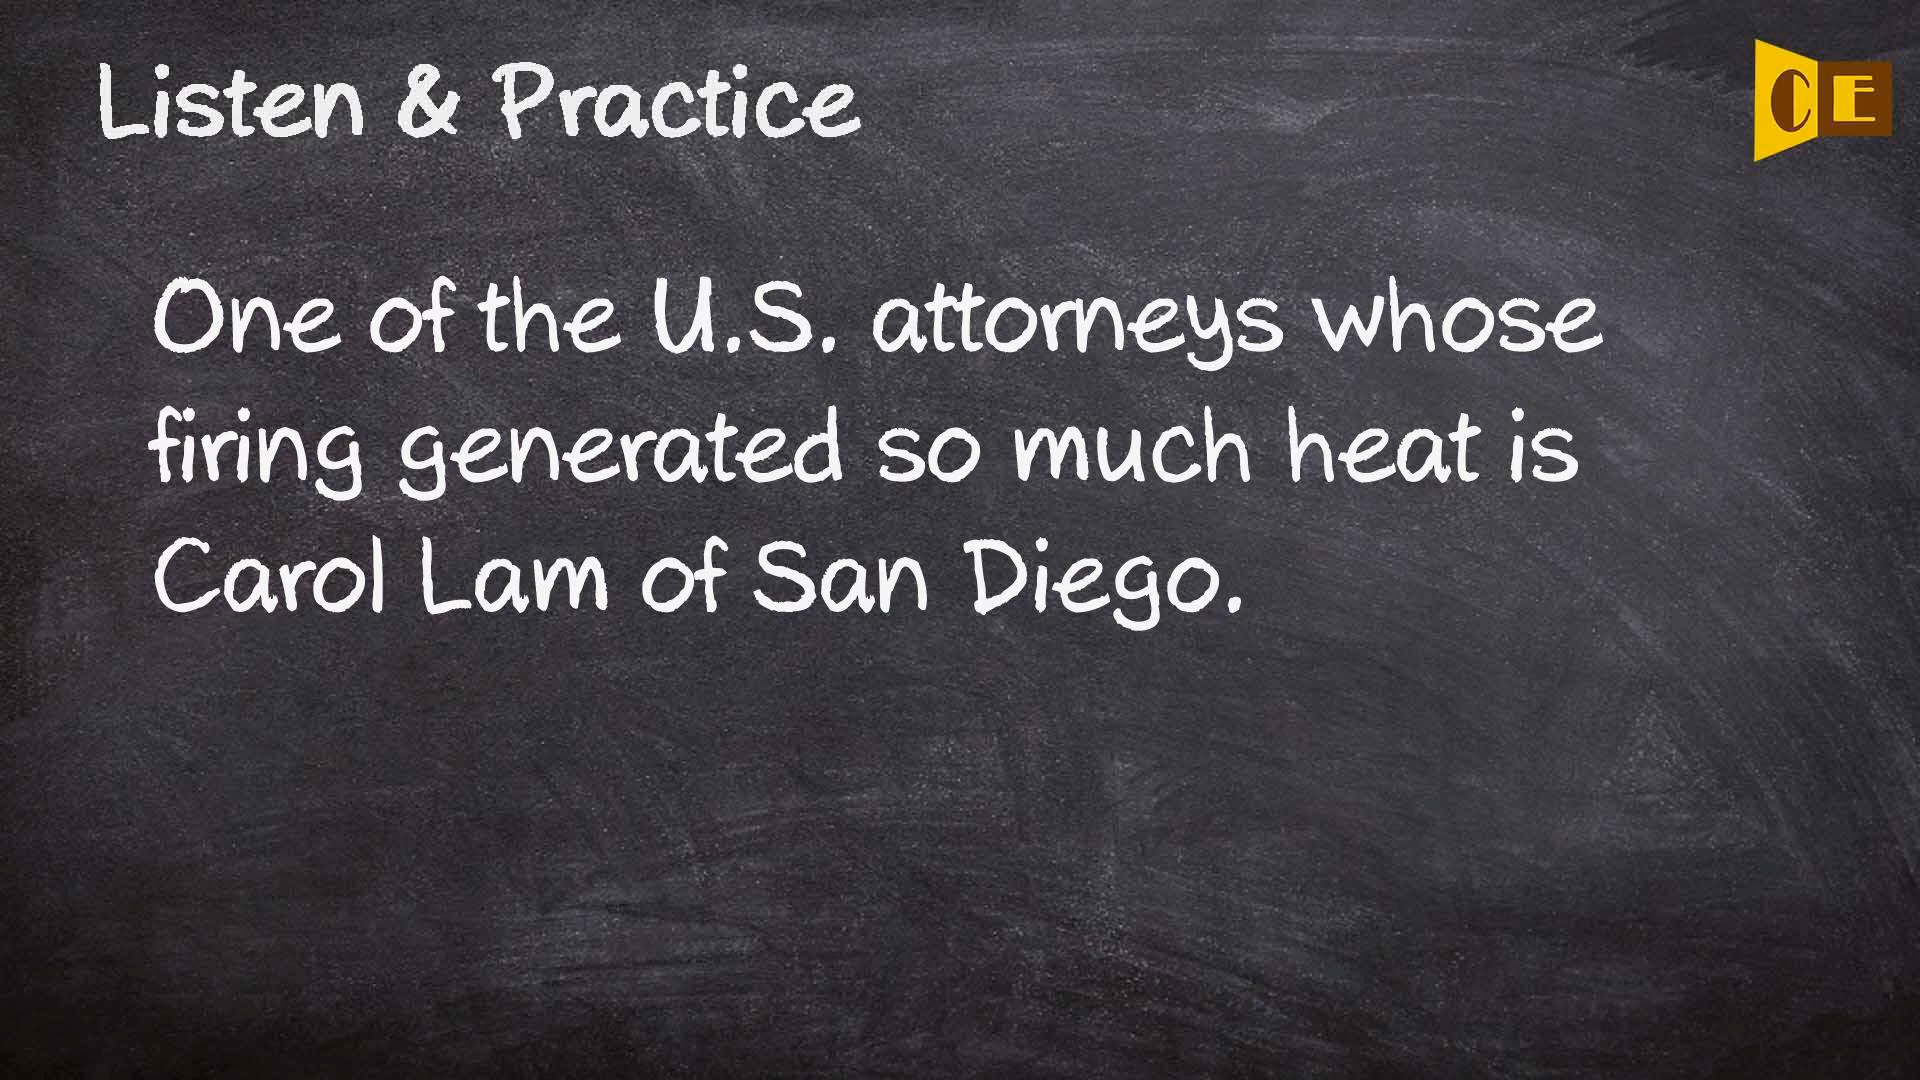 Listen & Practice
CE
One of the U.S. attorneys whose
firing generated so much heat is
Carol Lam of San Diego.